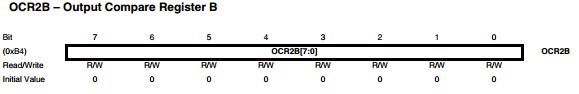 OCR2B – Output Compare Register B
Bit 7 6 5 4 3 2 1 0
(0xB4) OCR2B[7:0] OCR2B
Read/Write R/W R/W R/W R/W R/W R/W R/W R/W
Initial Value 0 0 0 0 0 0 0 0